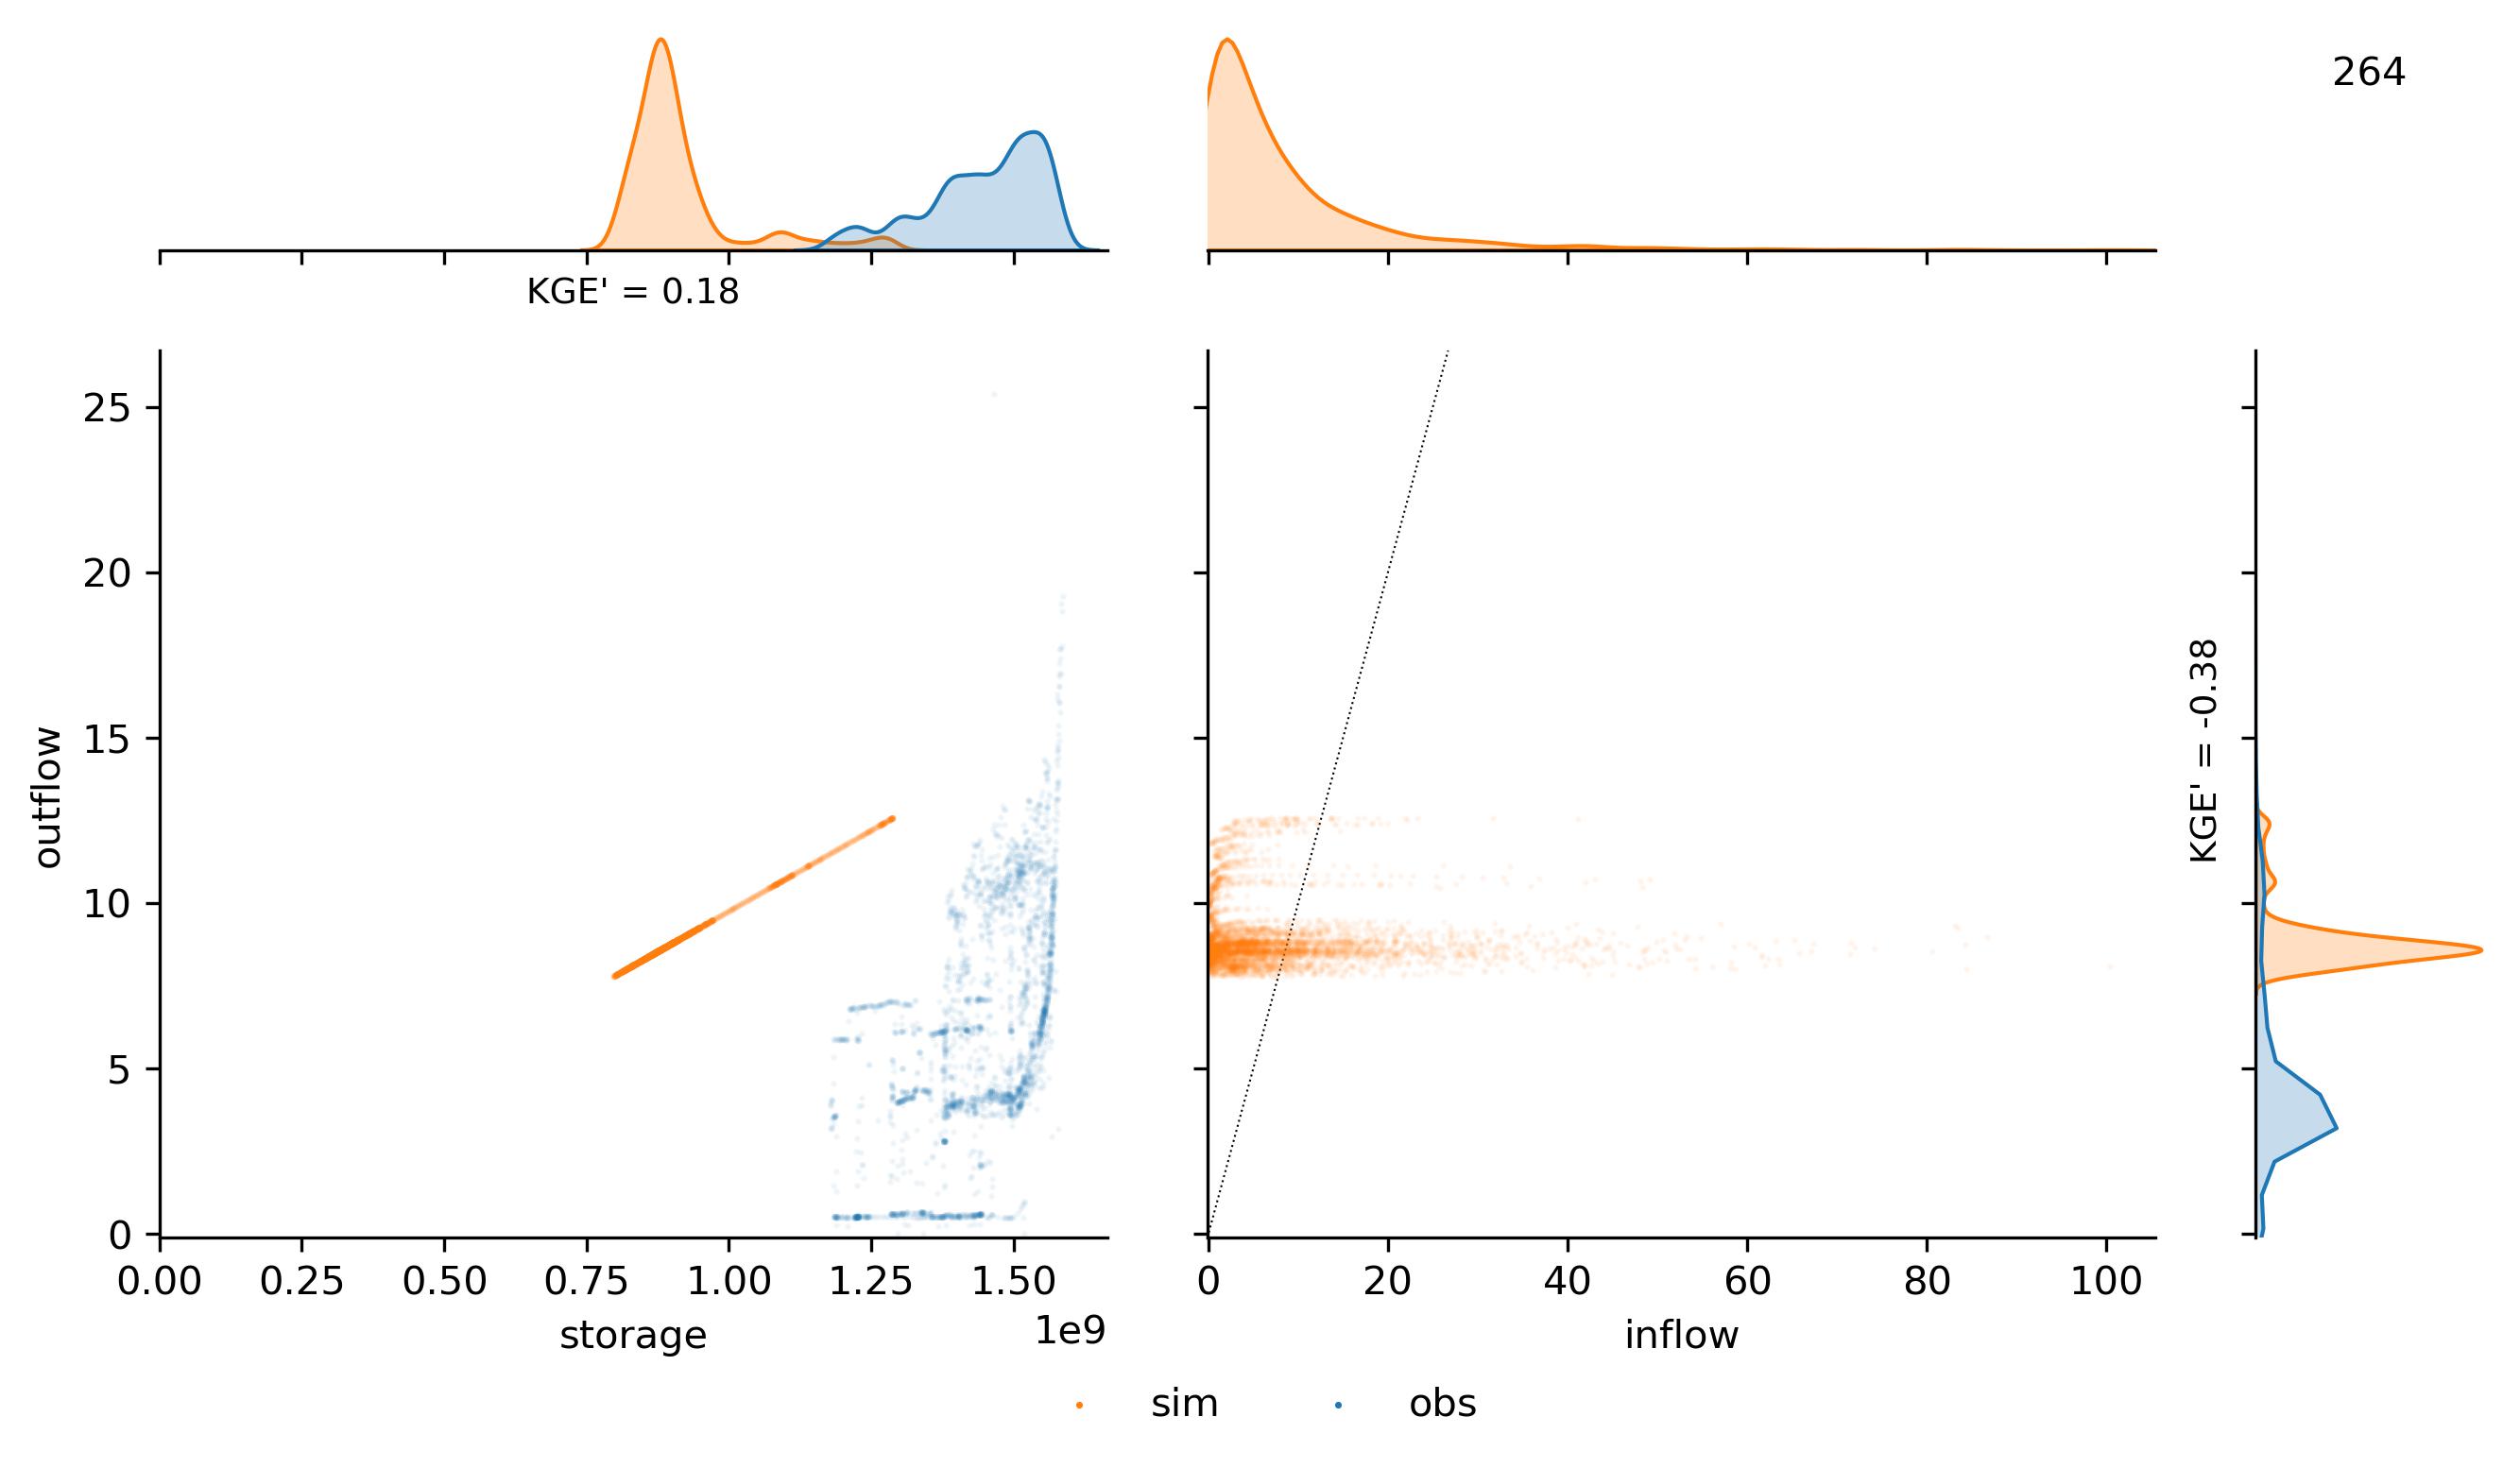 264
KGE' = 0.18
outflow
25
20
15
10
5
0
KGE' = -0.38
0.00 0.25 0.50 0.75 1.00 1.25 1.50
1e9
storage
0 20 40 60 80 100
inflow
sim obs